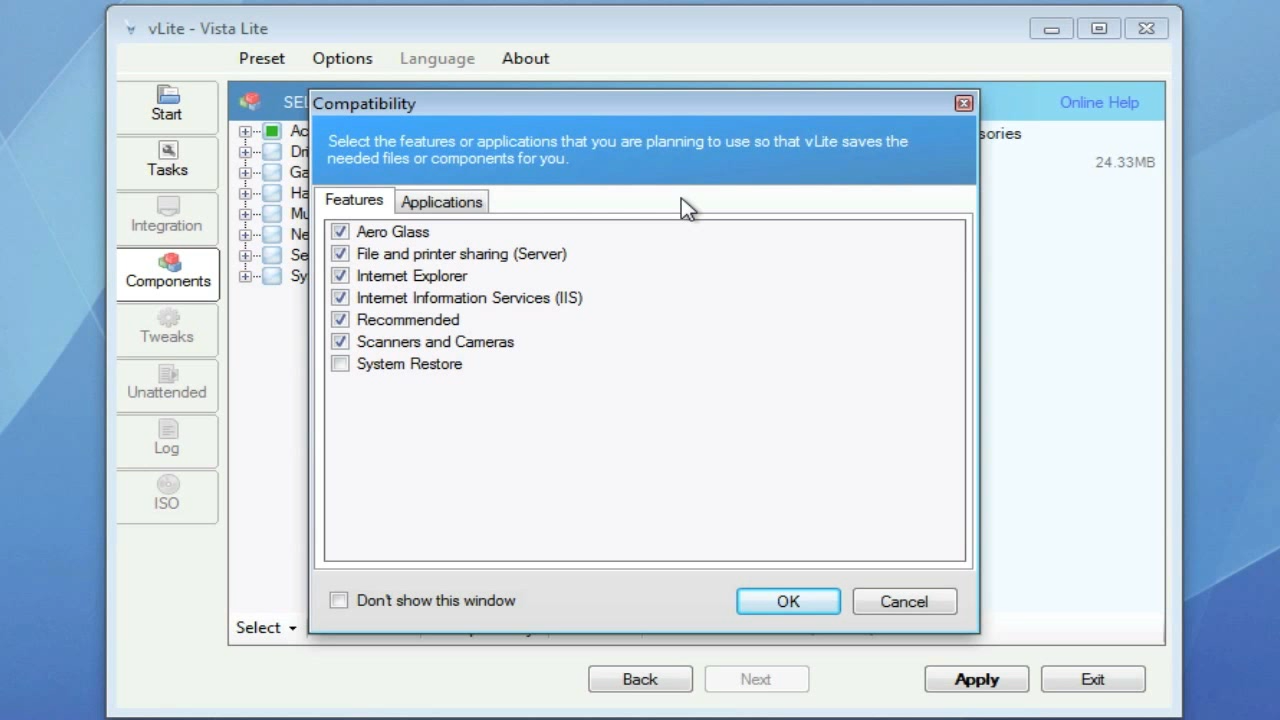 vLite - Vista Lite
Preset Options Language About
Start
Tasks
Integration
Components
Tweaks
Unattended
Log
ISO
Online Help
24.33MB
Compatibility
Select the features or applications that you are planning to use so that vLite saves the
needed files or components for you.
Features Applications
Aero Glass
File and printer sharing (Server)
Internet Explorer
Internet Information Services (IIS)
Recommended
Scanners and Cameras
System Restore
Don't show this window
OK Cancel
Select
Back Next Apply Exit